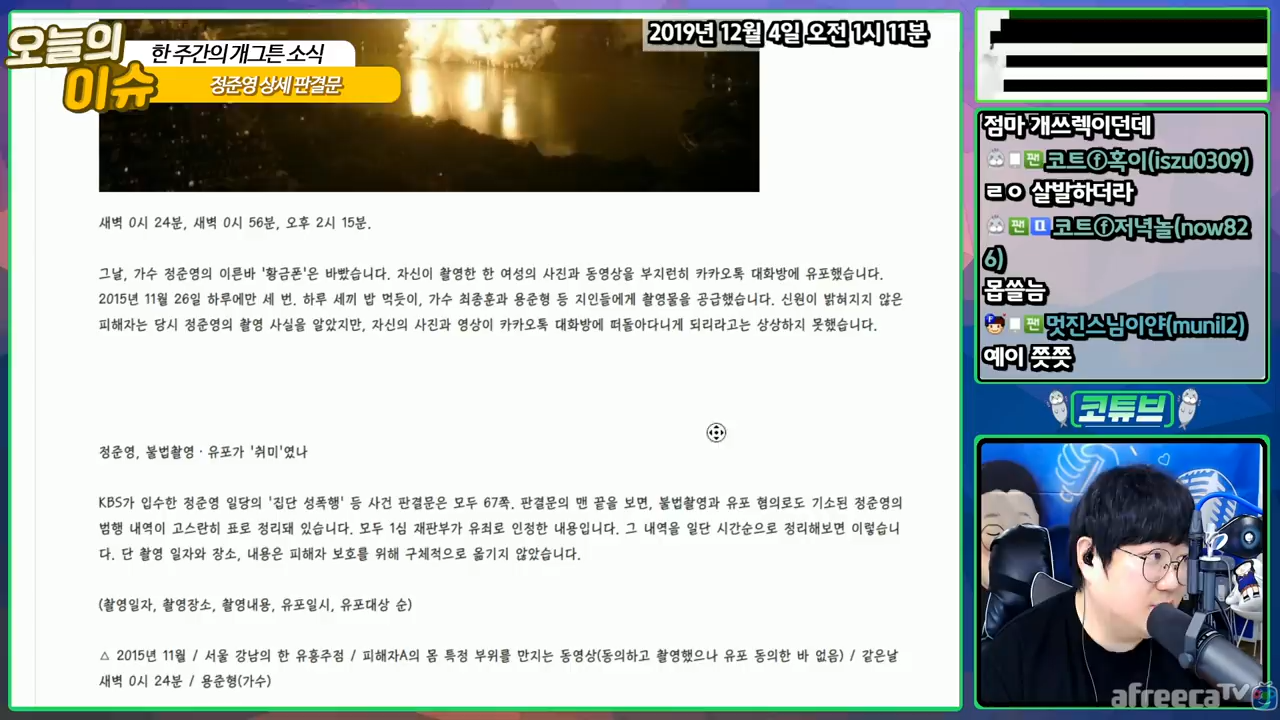 오늘의
이슈
한 주간의 개그튼 소식
정준영 상세 판결문
2019년 12월 4일 오전 1시 11분
새벽 0시 24분, 새벽 0시 56분, 오후 2시 15분.
그날, 가수 정준영의 이른바 '황금폰'은 바빴습니다. 자신이 촬영한 한 여성의 사진과 동영상을 부지런히 카카오톡 대화방에 유포했습니다.
2015년 11월 26일 하루에만 세 번. 하루 세끼 밥 먹듯이, 가수 최종훈과 용준형 등 지인들에게 촬영물을 공급했습니다. 신원이 밝혀지지 않은
피해자는 당시 정준영의 촬영 사실을 알았지만, 자신의 사진과 영상이 카카오톡 대화방에 떠돌아다니게 되리라고는 상상하지 못했습니다.
정준영, 불법촬영·유포가 '취미'였나
KBS가 입수한 정준영 일당의 '집단 성폭행' 등 사건 판결문은 모두 67쪽. 판결문의 맨 끝을 보면, 불법촬영과 유포 혐의로도 기소된 정준영의
범행 내역이 고스란히 표로 정리돼 있습니다. 모두 1심 재판부가 유죄로 인정한 내용입니다. 그 내역을 일단 시간순으로 정리해보면 이렇습니
다. 단 촬영 일자와 장소, 내용은 피해자 보호를 위해 구체적으로 옮기지 않았습니다.
(촬영일자, 촬영장소, 촬영내용, 유포일시, 유포대상 순)
△ 2015년 11월 / 서울 강남의 한 유흥주점 / 피해자A의 몸 특정 부위를 만지는 동영상(동의하고 촬영했으나 유포 동의한 바 없음) / 같은날
새벽 0시 24분 / 용준형(가수)
점마 개쓰렉이던데
팬 코트ⓕ혹이(iszu0309)
ㄹㅇ 살발하더라
팬 코트ⓕ저녁놀(now82
6)
몹쓸놈
팬 멋진스님이얀(munil2)
예이 쯧쯧
코튜브
afreecaTV